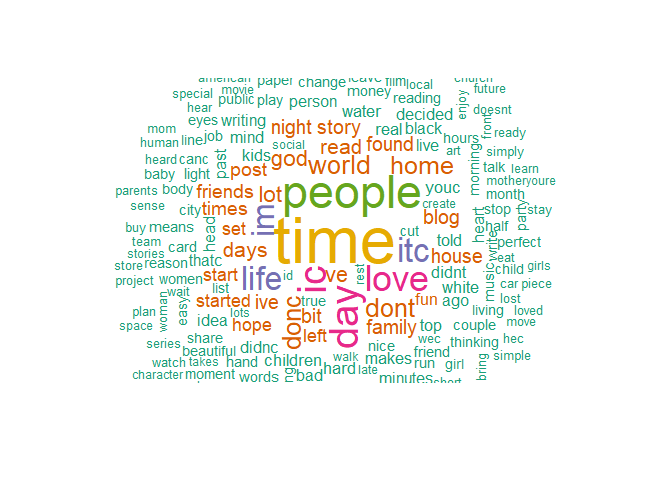 american paper change leave film local church
special movie public play person money reading enjoy future
hear eyes writing water decided doesnt
mom night story real black front ready
human line job mind social read found live hours art simply
heard canc past kids god world home morning talk learn
baby light post people youc mother youre
parents body friends lot month
sense city times im create heart stop party stay
buy means set time blog half
team card head days cut told write perfect
stories itc house eat
store reason thatc start life id ic ve rest love didnt music child girls
project women list white car piece
wait started ive true day fun ago lost
plan woman easy lots donc bit dont living loved
space idea hope left family top couple move
series share didnc nice wec thinking hec
beautiful walk friend simple
watch takes hand children makes run girl bring
character moment words ng bad hard late minutes short